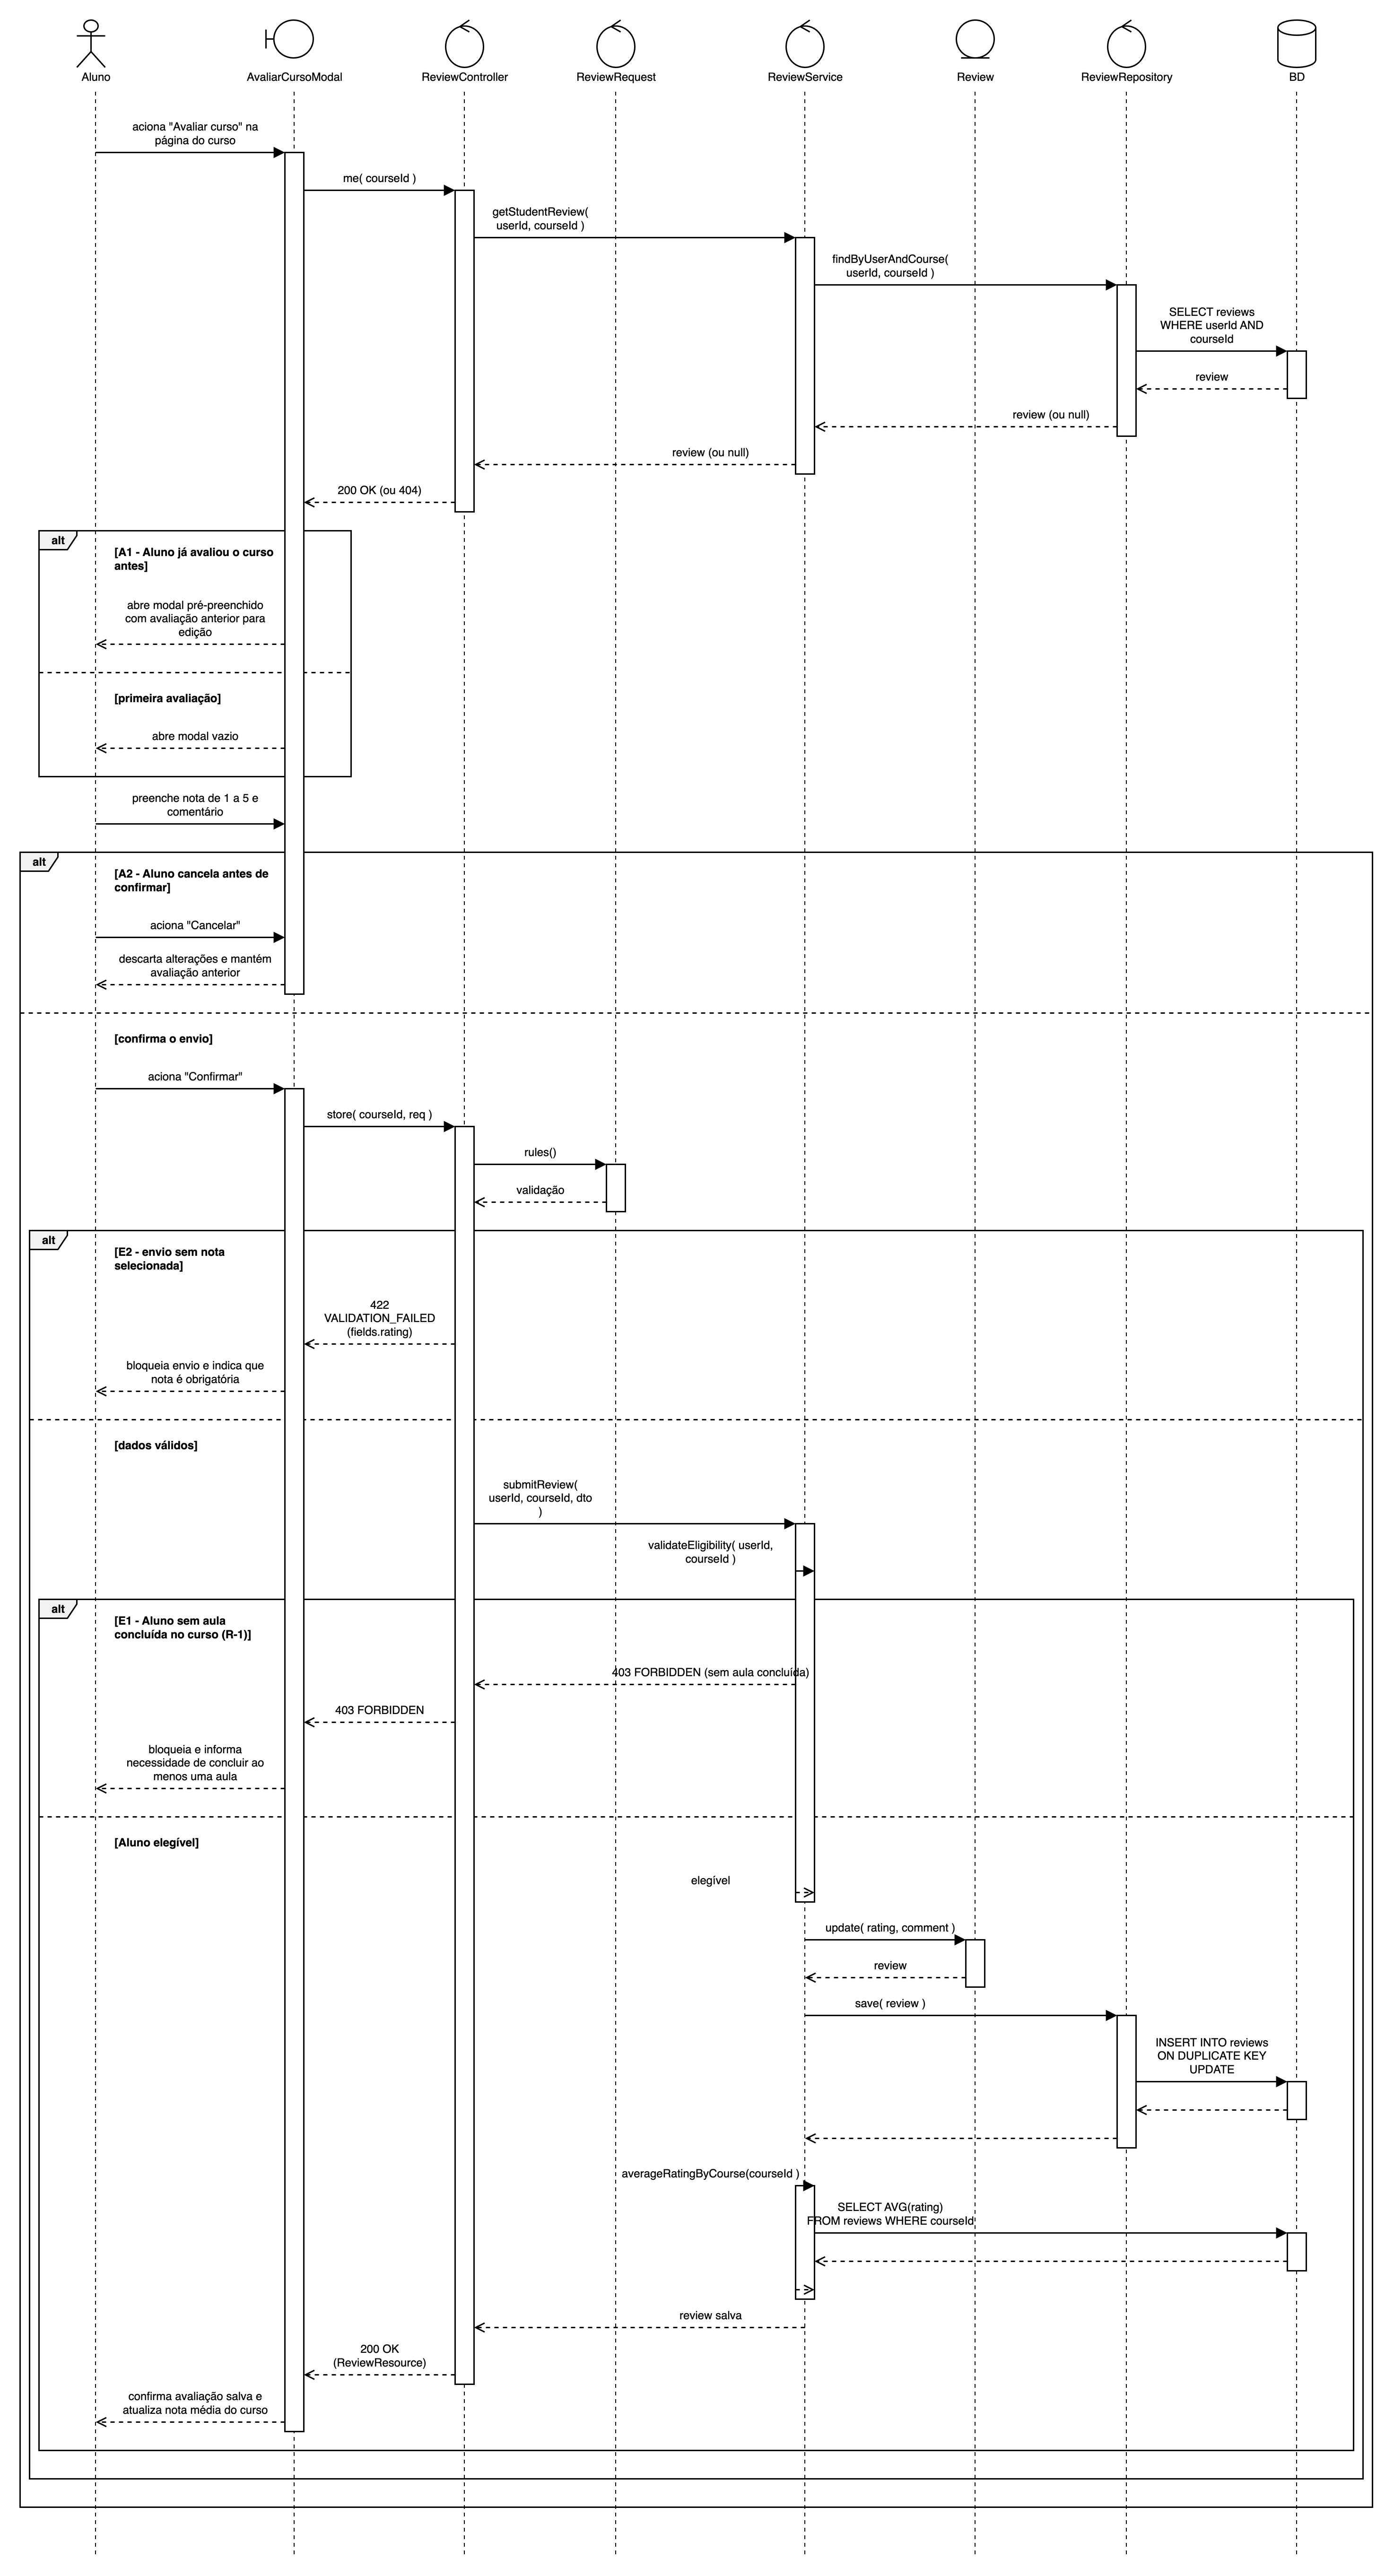 Aluno
AvaliarCursoModal
ReviewController
ReviewRequest
ReviewService
Review
ReviewRepository
BD
aciona "Avaliar curso" na
página do curso
me( courseId )
getStudentReview(
userId, courseId )
findByUserAndCourse(
userId, courseId )
SELECT reviews
WHERE userId AND
courseId
review
review (ou null)
review (ou null)
200 OK (ou 404)
alt
[A1 - Aluno já avaliou o curso
antes]
abre modal pré-preenchido
com avaliação anterior para
edição
[primeira avaliação]
abre modal vazio
preenche nota de 1 a 5 e
comentário
alt
[A2 - Aluno cancela antes de
confirmar]
aciona "Cancelar"
descarta alterações e mantém
avaliação anterior
[confirma o envio]
aciona "Confirmar"
store( courseId, req )
rules()
validação
alt
[E2 - envio sem nota
selecionada]
422
VALIDATION_FAILED
(fields.rating)
bloqueia envio e indica que
nota é obrigatória
[dados válidos]
submitReview(
userId, courseId, dto
)
validateEligibility( userId,
courseId )
alt
[E1 - Aluno sem aula
concluída no curso (R-1)]
403 FORBIDDEN (sem aula concluída)
403 FORBIDDEN
bloqueia e informa
necessidade de concluir ao
menos uma aula
[Aluno elegível]
elegível
update( rating, comment )
review
save( review )
INSERT INTO reviews
ON DUPLICATE KEY
UPDATE
averageRatingByCourse(courseId )
SELECT AVG(rating)
FROM reviews WHERE courseId
review salva
200 OK
(ReviewResource)
confirma avaliação salva e
atualiza nota média do curso